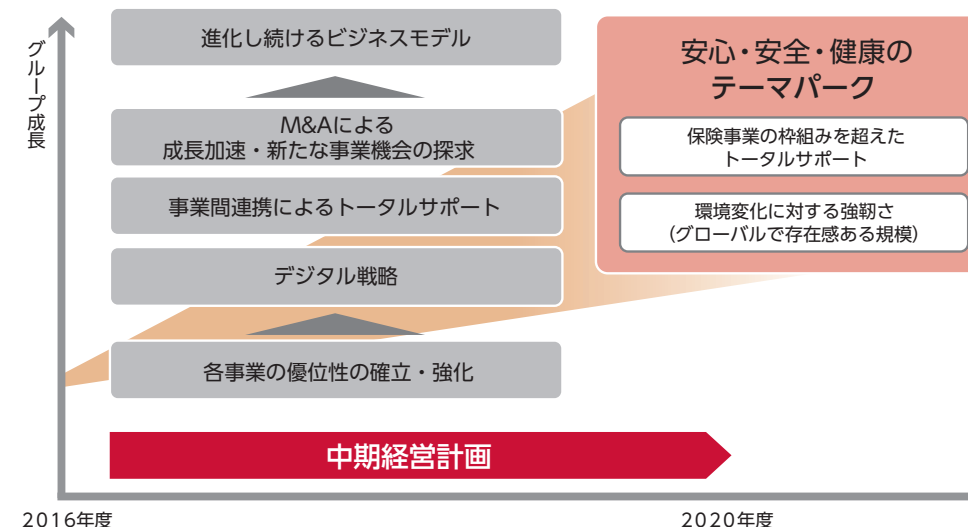 グループ成長
進化し続けるビジネスモデル
M&Aによる
成長加速・新たな事業機会の探求
事業間連携によるトータルサポート
デジタル戦略
各事業の優位性の確立・強化
安心・安全・健康の
テーマパーク
保険事業の枠組みを超えた
トータルサポート
環境変化に対する強靭さ
(グローバルで存在感ある規模)
中期経営計画
2016年度
2020年度